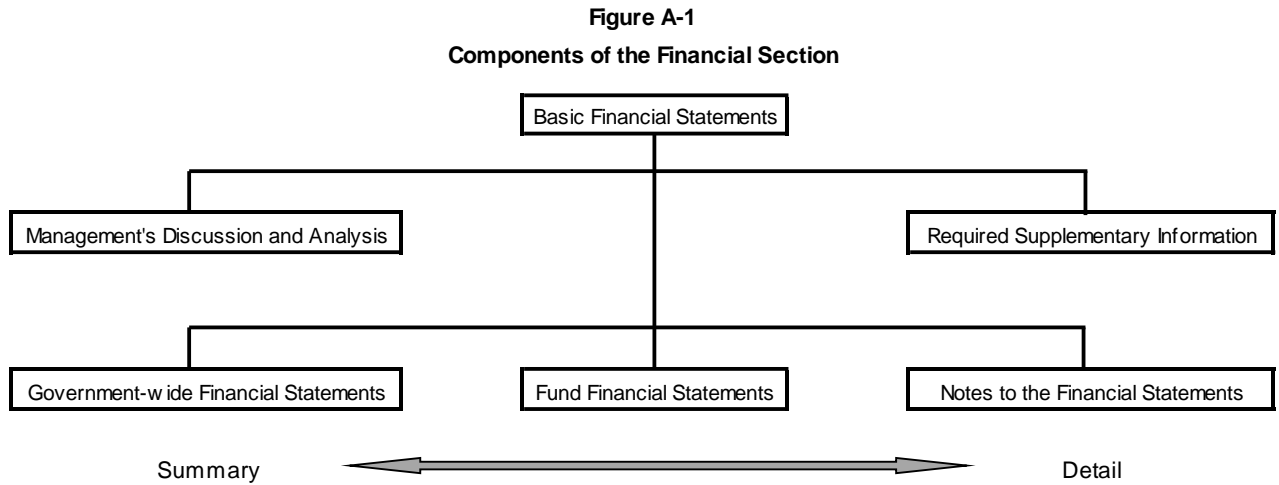 Figure A-1
Components of the Financial Section
Basic Financial Statements
Management's Discussion and Analysis
Required Supplementary Information
Government-wide Financial Statements
Fund Financial Statements
Notes to the Financial Statements
Summary
Detail